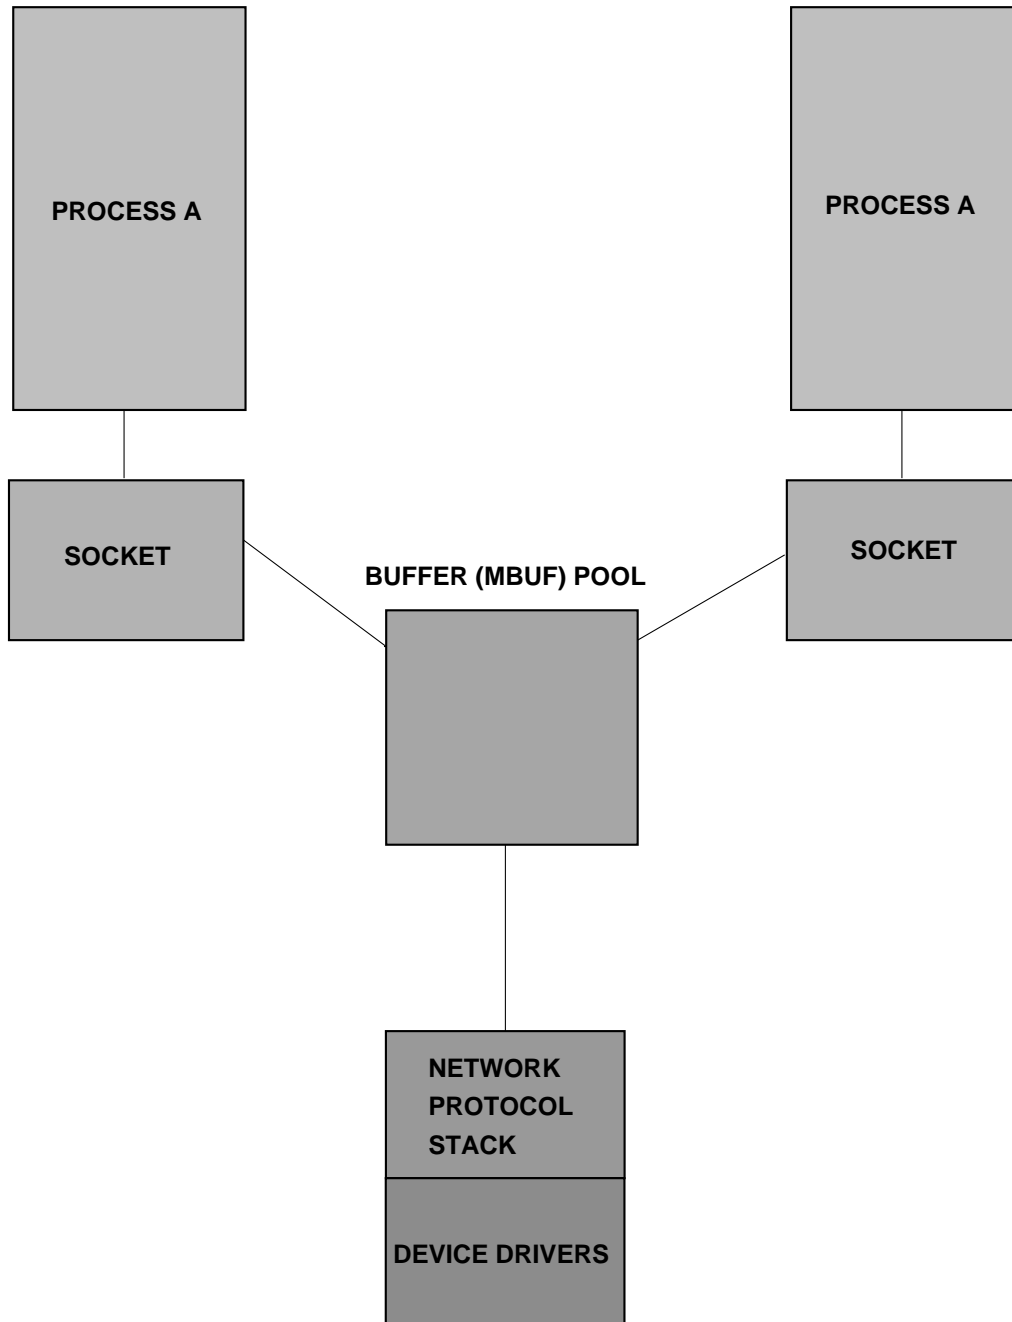 PROCESS A
PROCESS A
SOCKET
SOCKET
BUFFER (MBUF) POOL
NETWORK
PROTOCOL
STACK
DEVICE DRIVERS